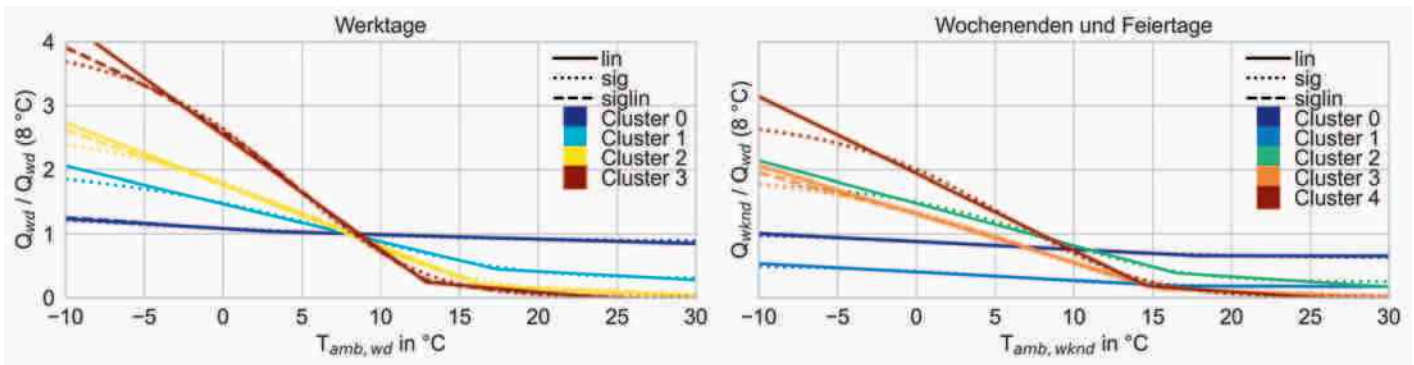 Werktage
4
3
2
1
0
Q_wd / Q_wd (8 °C)
lin
sig
siglin
Cluster 0
Cluster 1
Cluster 2
Cluster 3
−10 −5 0 5 10 15 20 25 30
T_amb, wd in °C
Wochenenden und Feiertage
Q_wknd / Q_wd (8 °C)
lin
sig
siglin
Cluster 0
Cluster 1
Cluster 2
Cluster 3
Cluster 4
−10 −5 0 5 10 15 20 25 30
T_amb, wknd in °C